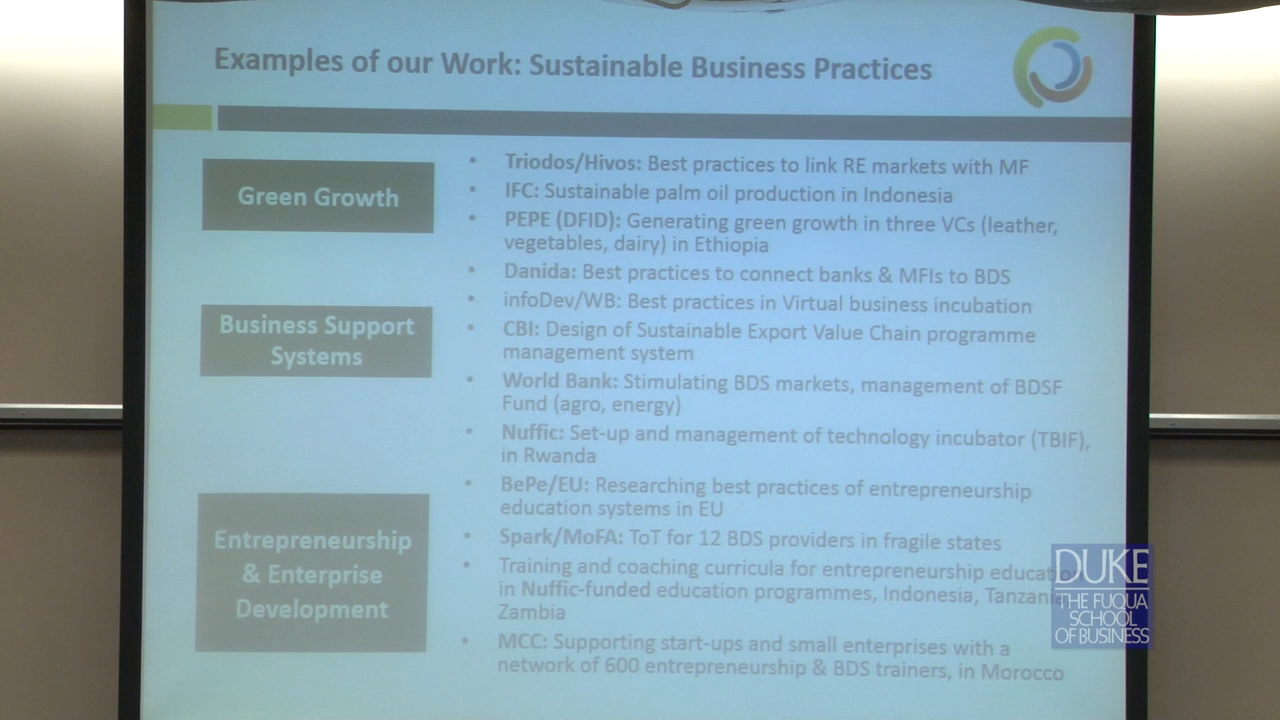 Examples of our Work: Sustainable Business Practices
Green Growth
• Triodos/Hivos: Best practices to link RE markets with MF
• IFC: Sustainable palm oil production in Indonesia
• PEPE (DFID): Generating green growth in three VCs (leather,
vegetables, dairy) in Ethiopia
Business Support
Systems
• Danida: Best practices to connect banks & MFIs to BDS
• infoDev/WB: Best practices in Virtual business incubation
• CBI: Design of Sustainable Export Value Chain programme
management system
• World Bank: Stimulating BDS markets, management of BDSF
Fund (agro, energy)
• Nuffic: Set-up and management of technology incubator (TBIF),
in Rwanda
Entrepreneurship
& Enterprise
Development
• BePe/EU: Researching best practices of entrepreneurship
education systems in EU
• Spark/MoFA: ToT for 12 BDS providers in fragile states
• Training and coaching curricula for entrepreneurship education
in Nuffic-funded education programmes, Indonesia, Tanzania
Zambia
• MCC: Supporting start-ups and small enterprises with a
network of 600 entrepreneurship & BDS trainers, in Morocco
DUKE
THE FUQUA
SCHOOL
OF BUSINESS